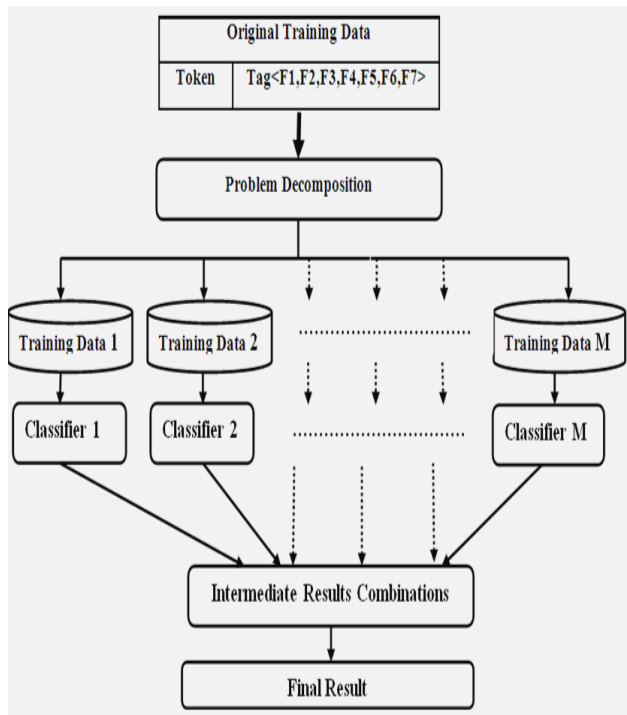 Original Training Data
Token Tag<F1,F2,F3,F4,F5,F6,F7>
Problem Decomposition
Training Data 1 Training Data 2 Training Data M
Classifier 1 Classifier 2 Classifier M
Intermediate Results Combinations
Final Result